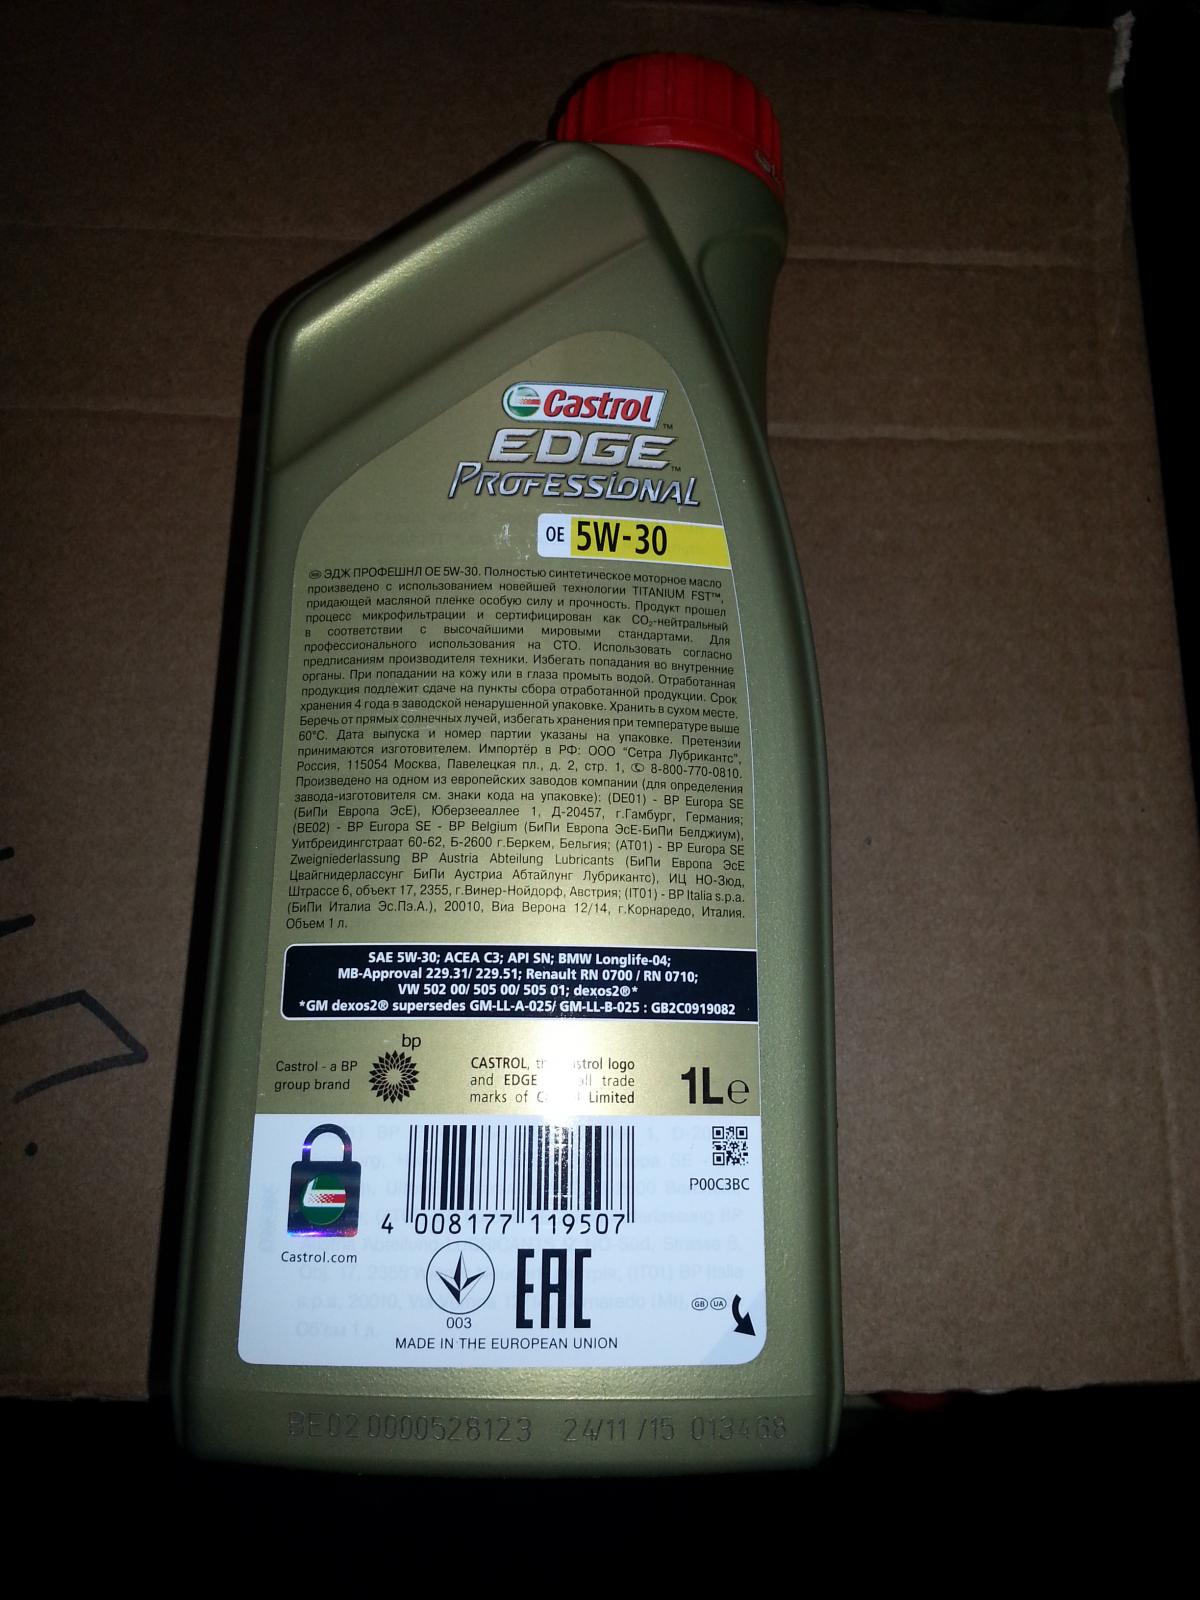 Castrol
EDGE
PROFESSIONAL
OE 5W-30
ЭДЖ ПРОФЕШНЛ OE 5W-30. Полностью синтетическое моторное масло
произведено с использованием новейшей технологии TITANIUM FST™,
придающей масляной пленке особую силу и прочность. Продукт прошел
процесс микрофильтрации и сертифицирован как CO₂-нейтральный
в соответствии с высочайшими мировыми стандартами. Для
профессионального использования на СТО. Использовать согласно
предписаниям производителя техники. Избегать попадания во внутренние
органы. При попадании на кожу или в глаза промыть водой. Отработанная
продукция подлежит сдаче на пункты сбора отработанной продукции. Срок
хранения 4 года в заводской ненарушенной упаковке. Хранить в сухом месте.
Беречь от прямых солнечных лучей, избегать хранения при температуре выше
60°C. Дата выпуска и номер партии указаны на упаковке. Претензии
принимаются изготовителем. Импортёр в РФ: ООО "Сетра Лубрикантс",
Россия, 115054 Москва, Павелецкая пл., д. 2, стр. 1, ✆ 8-800-770-0810.
Произведено на одном из европейских заводов компании (для определения
завода-изготовителя см. знаки кода на упаковке): (DE01) - BP Europa SE
(БиПи Европа ЭсЕ), Юберзееаллее 1, Д-20457, г.Гамбург, Германия;
(BE02) - BP Europa SE - BP Belgium (БиПи Европа ЭсЕ-БиПи Белджиум),
Уитбрейдингстраат 60-62, Б-2600 г.Беркем, Бельгия; (AT01) - BP Europa SE
Zweigniederlassung BP Austria Abteilung Lubricants (БиПи Европа ЭсЕ
Цвайгнидерлассунг БиПи Аустриа Абтайлунг Лубрикантс), ИЦ НО-Зюд,
Штрассе 6, объект 17, 2355, г.Винер-Нойдорф, Австрия; (IT01) - BP Italia s.p.a.
(БиПи Италиа Эс.Пэ.А.), 20010, Виа Верона 12/14, г.Корнаредо, Италия.
Объем 1 л.
SAE 5W-30; ACEA C3; API SN; BMW Longlife-04;
MB-Approval 229.31/ 229.51; Renault RN 0700 / RN 0710;
VW 502 00/ 505 00/ 505 01; dexos2®*
*GM dexos2® supersedes GM-LL-A-025/ GM-LL-B-025 : GB2C0919082
bp
Castrol - a BP
group brand
CASTROL, the Castrol logo
and EDGE all trade
marks of Limited
1L e
P00C3BC
4 008177 119507
Castrol.com
003
EAC
GB UA
MADE IN THE EUROPEAN UNION
BE02 0000528123 24/11/15 013468